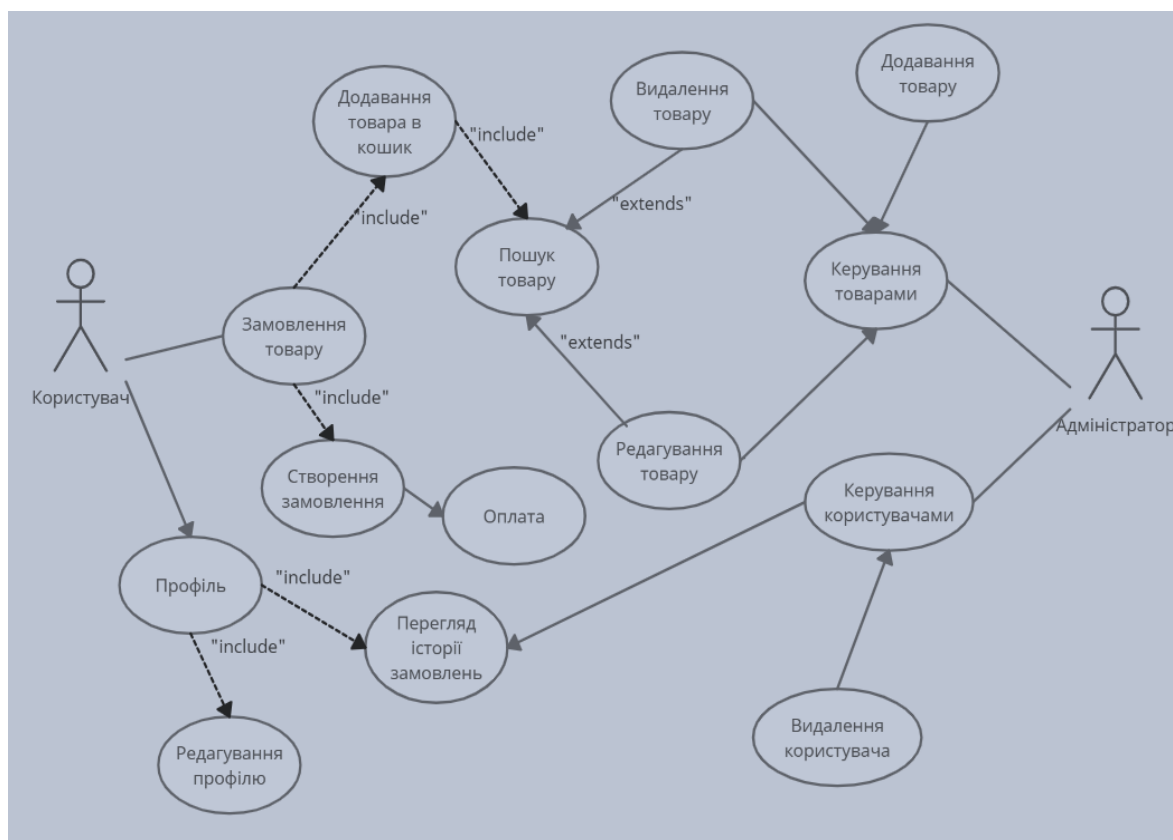 Додавання
товару
Видалення
товару
Додавання
товара в
кошик
"include"
"include"
"extends"
Пошук
товару
Керування
товарами
Замовлення
товару
"extends"
Користувач
"include"
Адміністратор
Редагування
товару
Створення
замовлення
Оплата
Керування
користувачами
Профіль
"include"
"include"
Перегляд
історії
замовлень
Редагування
профілю
Видалення
користувача